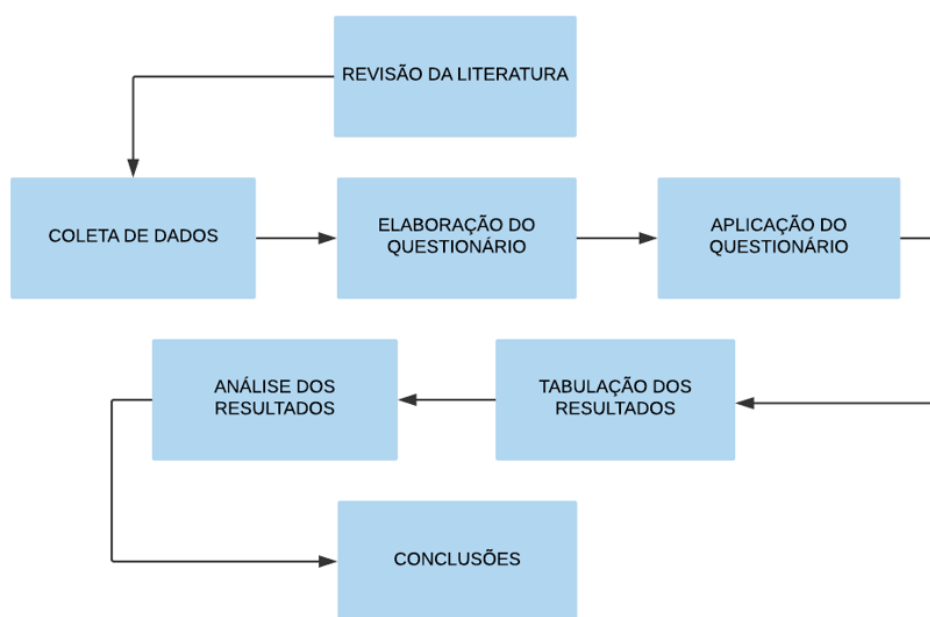 REVISÃO DA LITERATURA
COLETA DE DADOS
ELABORAÇÃO DO
QUESTIONÁRIO
APLICAÇÃO DO
QUESTIONÁRIO
ANÁLISE DOS
RESULTADOS
TABULAÇÃO DOS
RESULTADOS
CONCLUSÕES